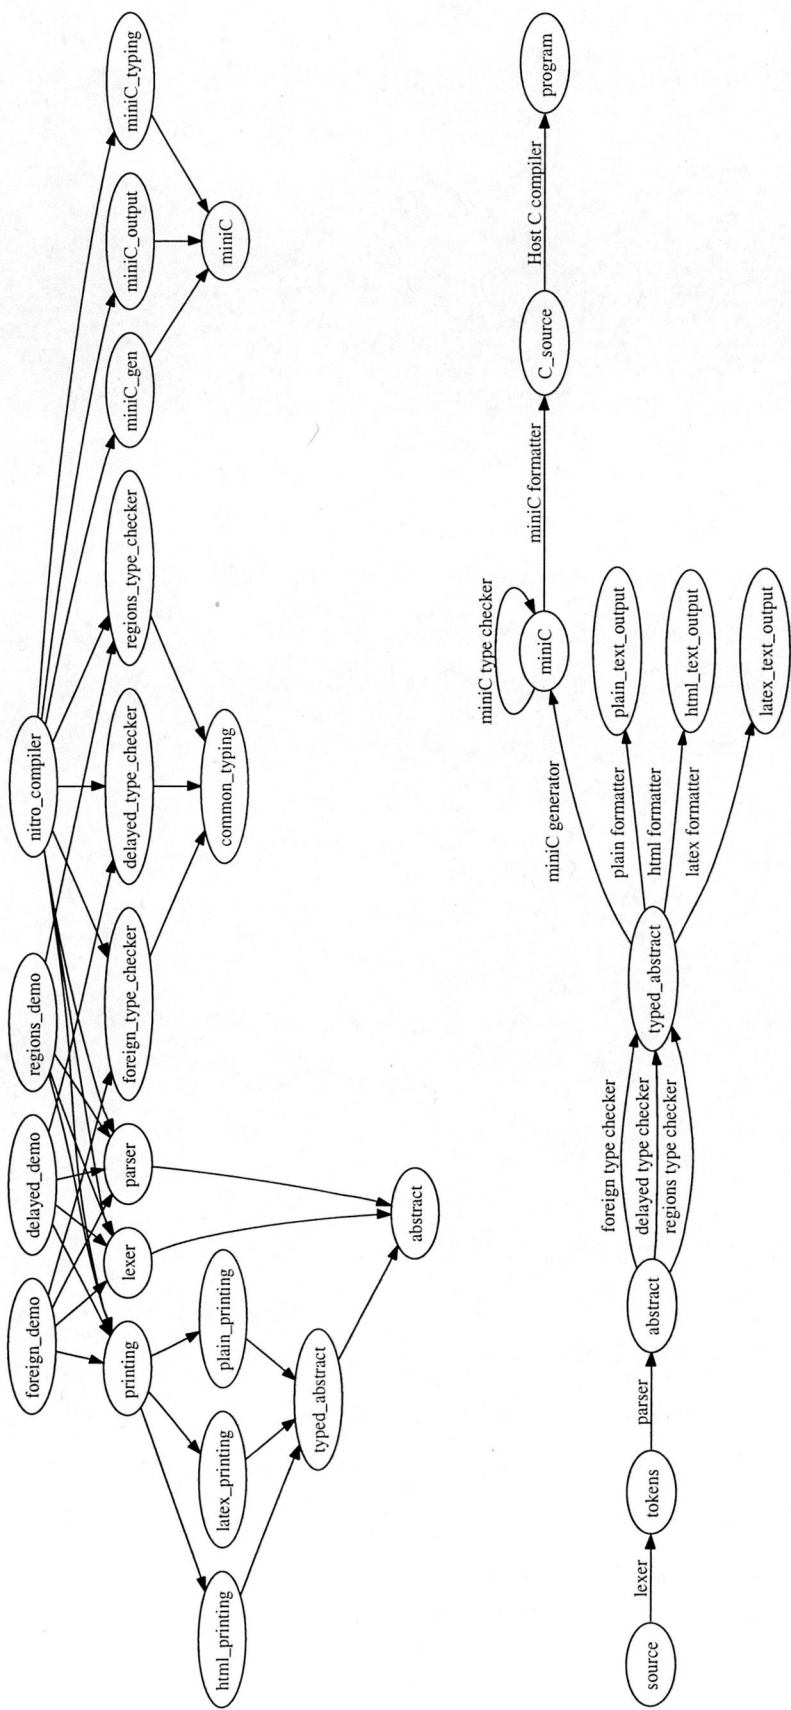 foreign_demo
delayed_demo
regions_demo
nitro_compiler
printing
lexer
parser
foreign_type_checker
delayed_type_checker
regions_type_checker
miniC_gen
miniC_output
miniC_typing
html_printing
latex_printing
plain_printing
common_typing
miniC
typed_abstract
abstract
source
lexer
tokens
parser
abstract
foreign type checker
delayed type checker
regions type checker
typed_abstract
miniC generator
plain formatter
html formatter
latex formatter
miniC type checker
miniC
plain_text_output
html_text_output
latex_text_output
miniC formatter
C_source
Host C compiler
program